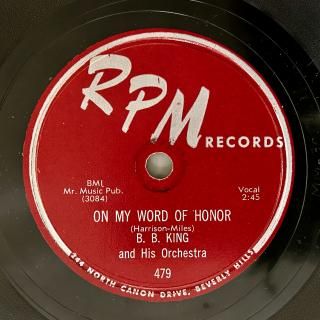 RPM
RECORDS
BMI
Mr. Music Pub.
(3084)
Vocal
2:45
ON MY WORD OF HONOR
(Harrison-Miles)
B. B. KING
and His Orchestra
479
244 NORTH CANON DRIVE, BEVERLY HILLS